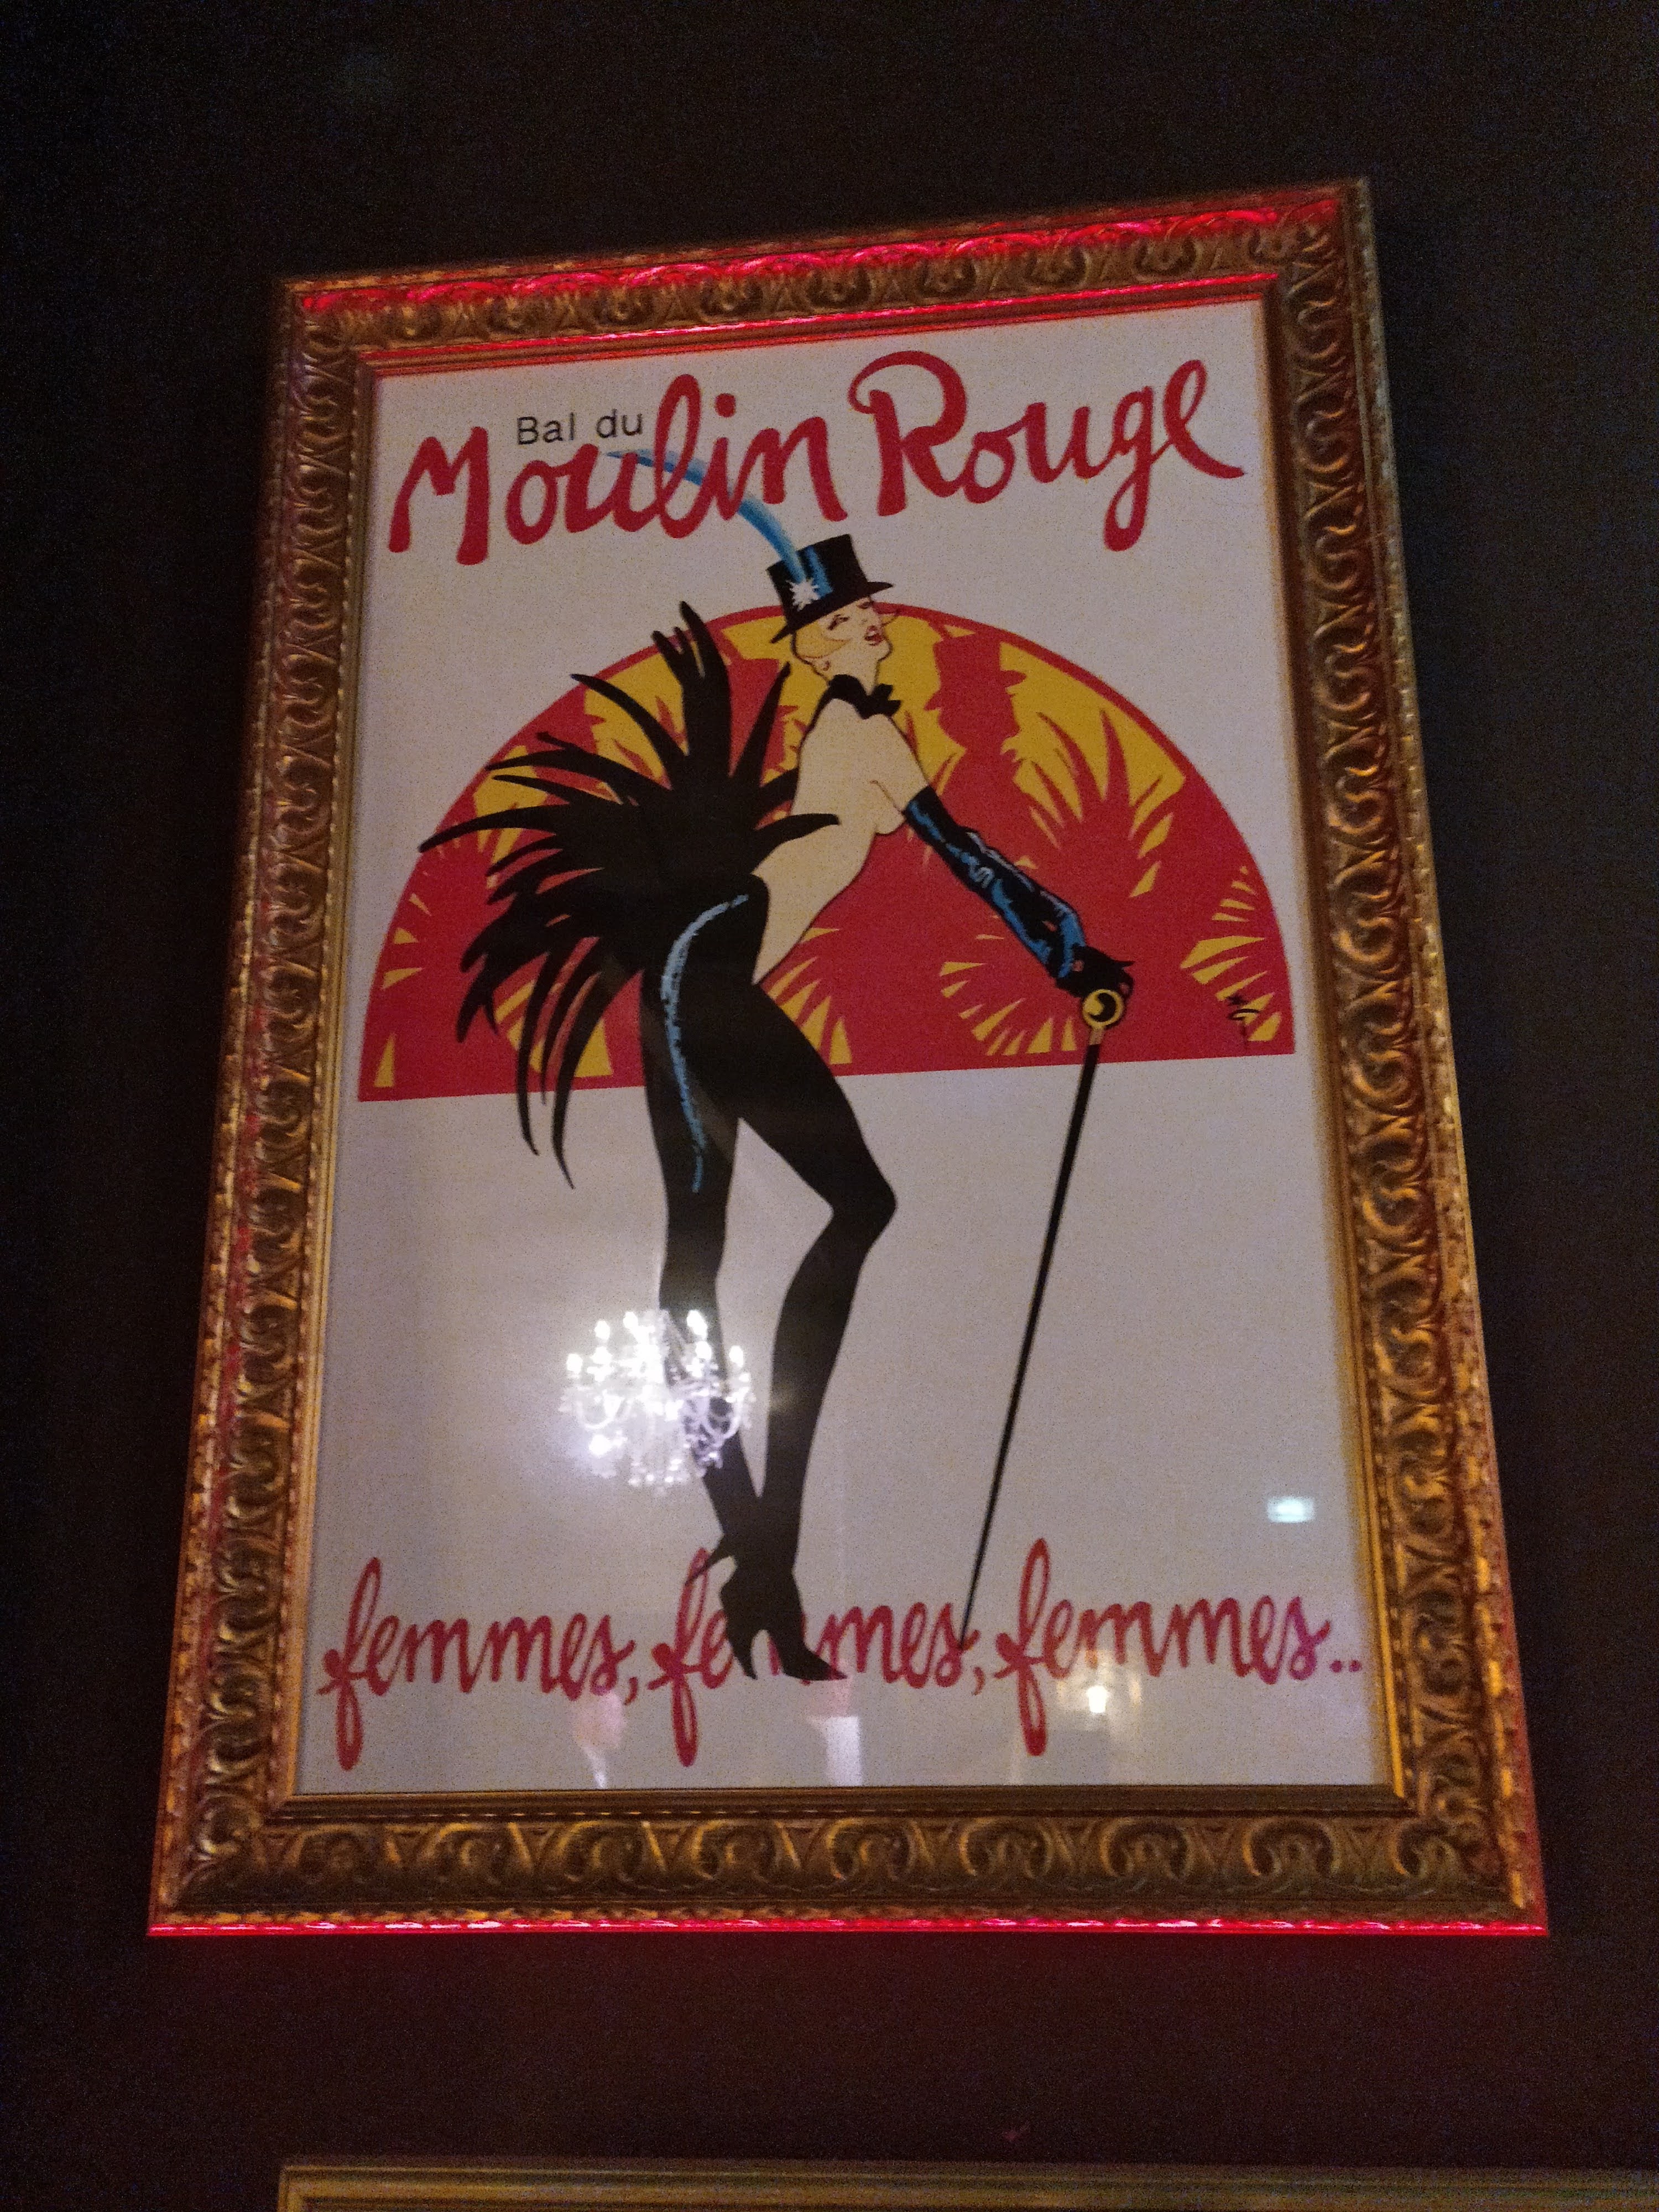 Bal du
Moulin Rouge
femmes, femmes, femmes..